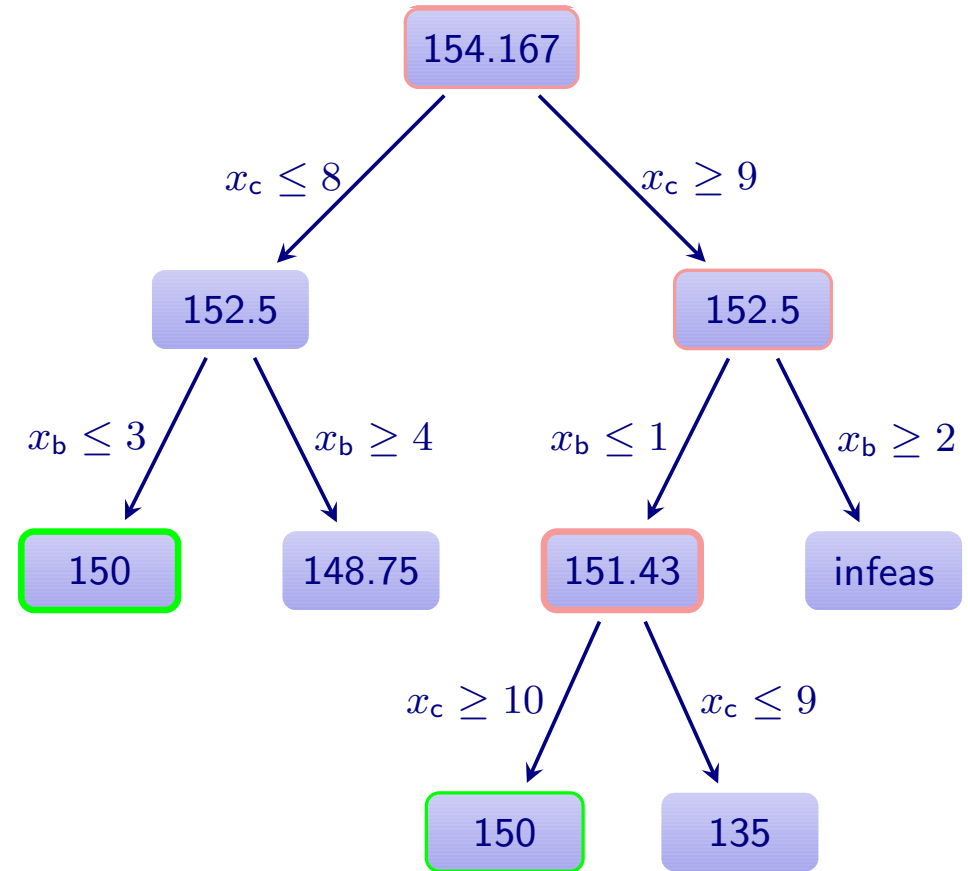 154.167
x_c ≤ 8
x_c ≥ 9
152.5
152.5
x_b ≤ 3
x_b ≥ 4
x_b ≤ 1
x_b ≥ 2
150
148.75
151.43
infeas
x_c ≥ 10
x_c ≤ 9
150
135